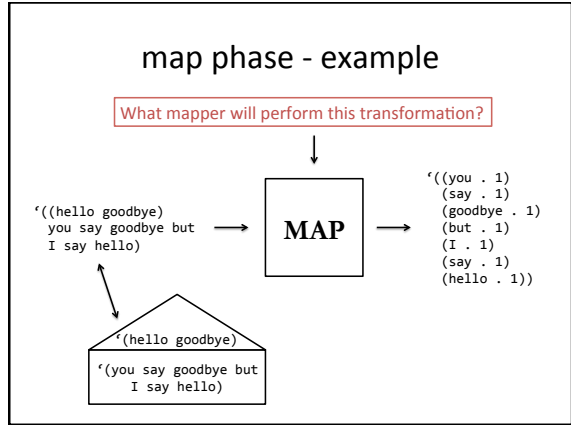 map phase - example
What mapper will perform this transformation?
‘((hello goodbye)
you say goodbye but
I say hello)
MAP
‘((you . 1)
(say . 1)
(goodbye . 1)
(but . 1)
(I . 1)
(say . 1)
(hello . 1))
‘(hello goodbye)
‘(you say goodbye but
I say hello)